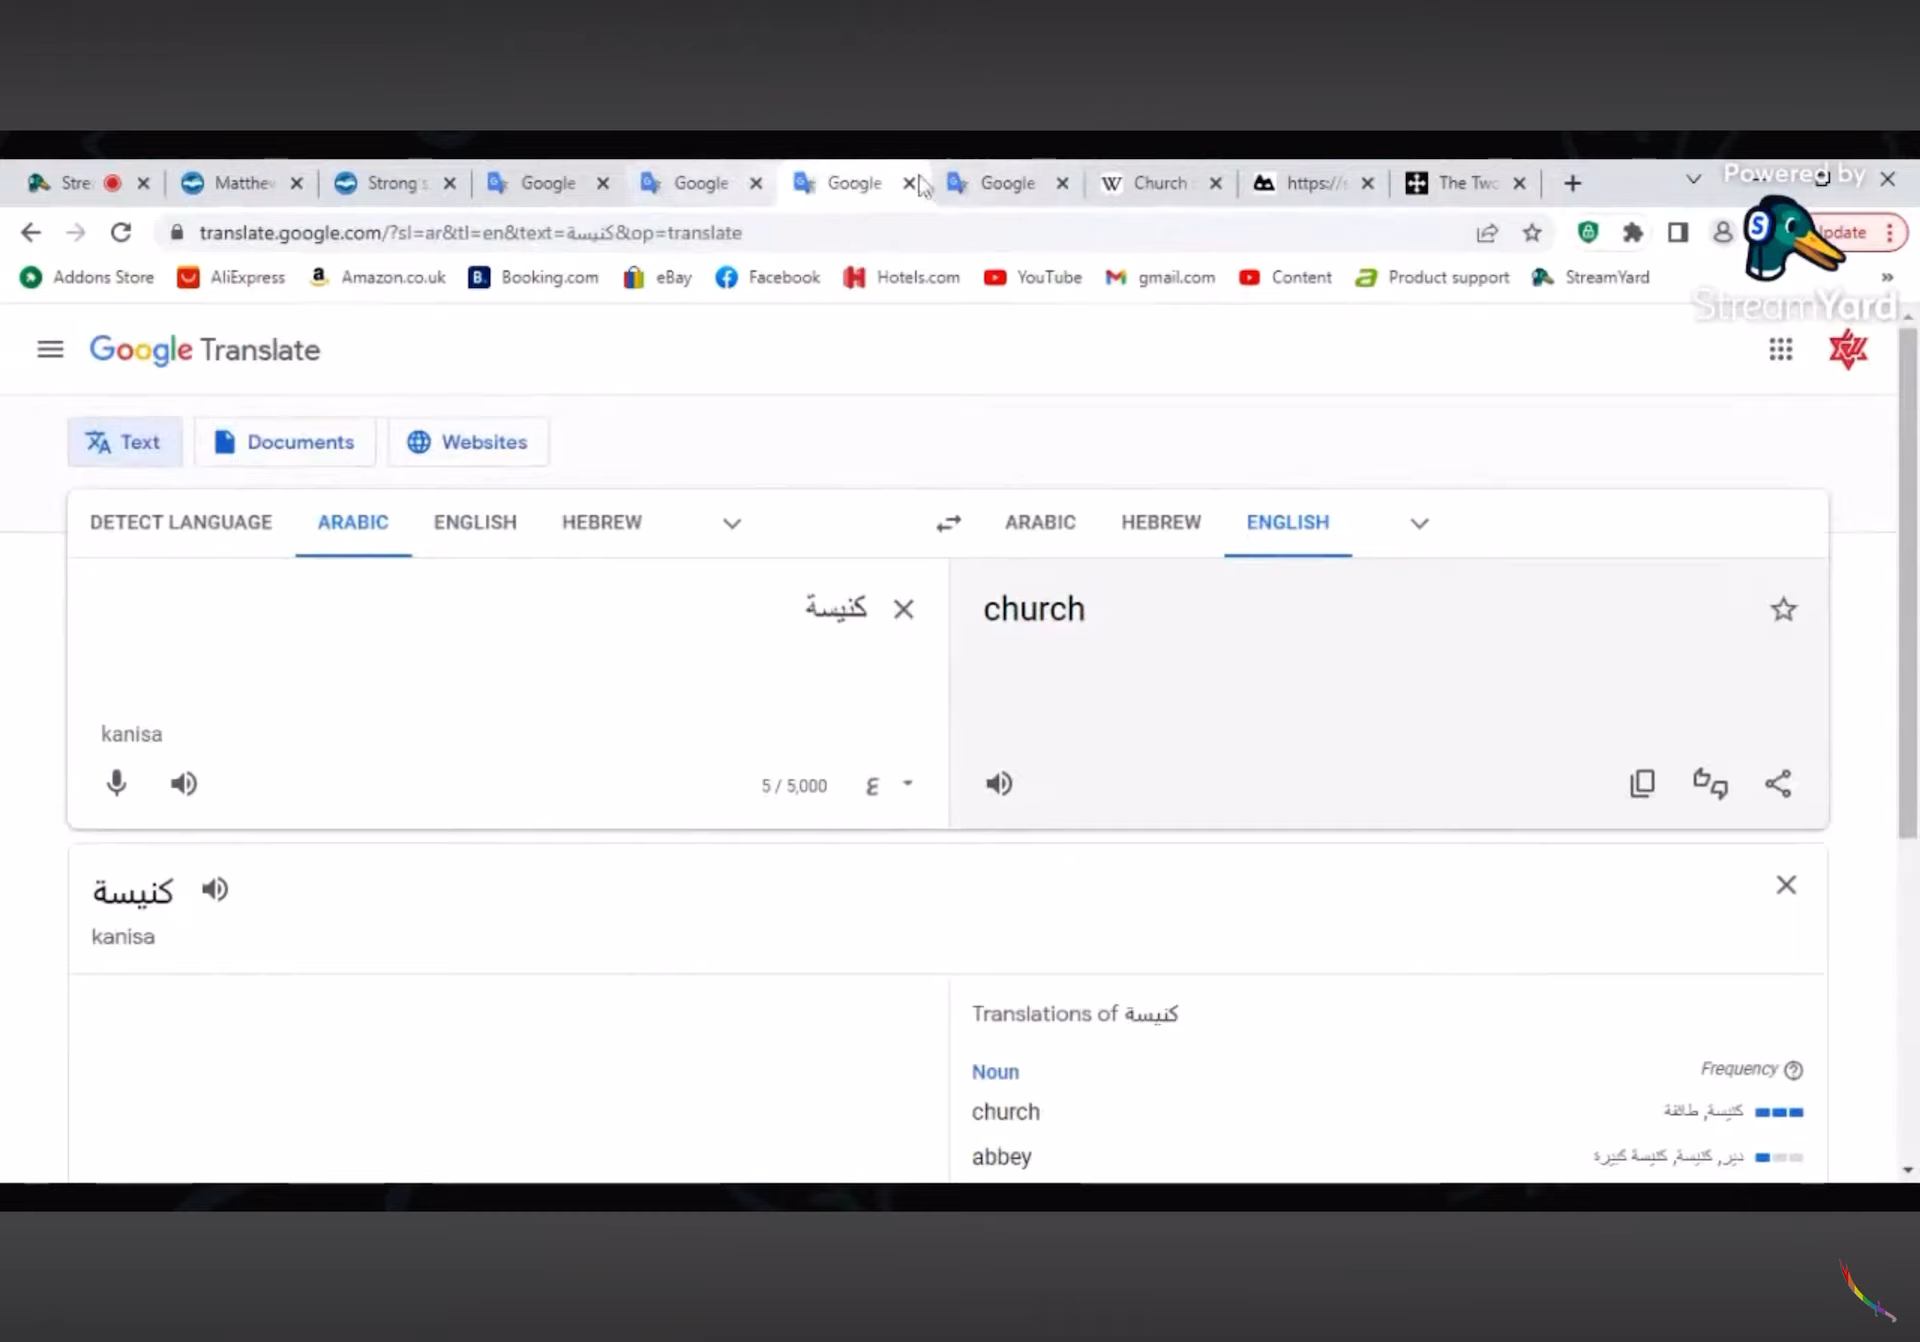 Powered by
Stre
Matthe
Strong's
Google
Google
Google
Google
Church
https://
The Two
translate.google.com/?sl=ar&tl=en&text=كنيسة&op=translate
Update
Addons Store
AliExpress
Amazon.co.uk
Booking.com
eBay
Facebook
Hotels.com
YouTube
gmail.com
Content
Product support
StreamYard
StreamYard
Google Translate
Text
Documents
Websites
DETECT LANGUAGE
ARABIC
ENGLISH
HEBREW
ARABIC
HEBREW
ENGLISH
كنيسة
church
kanisa
5 / 5,000
ع
كنيسة
kanisa
Translations of كنيسة
Noun
Frequency
church
كنيسة, طائفة
abbey
دير, كنيسة, كنيسة كبيرة